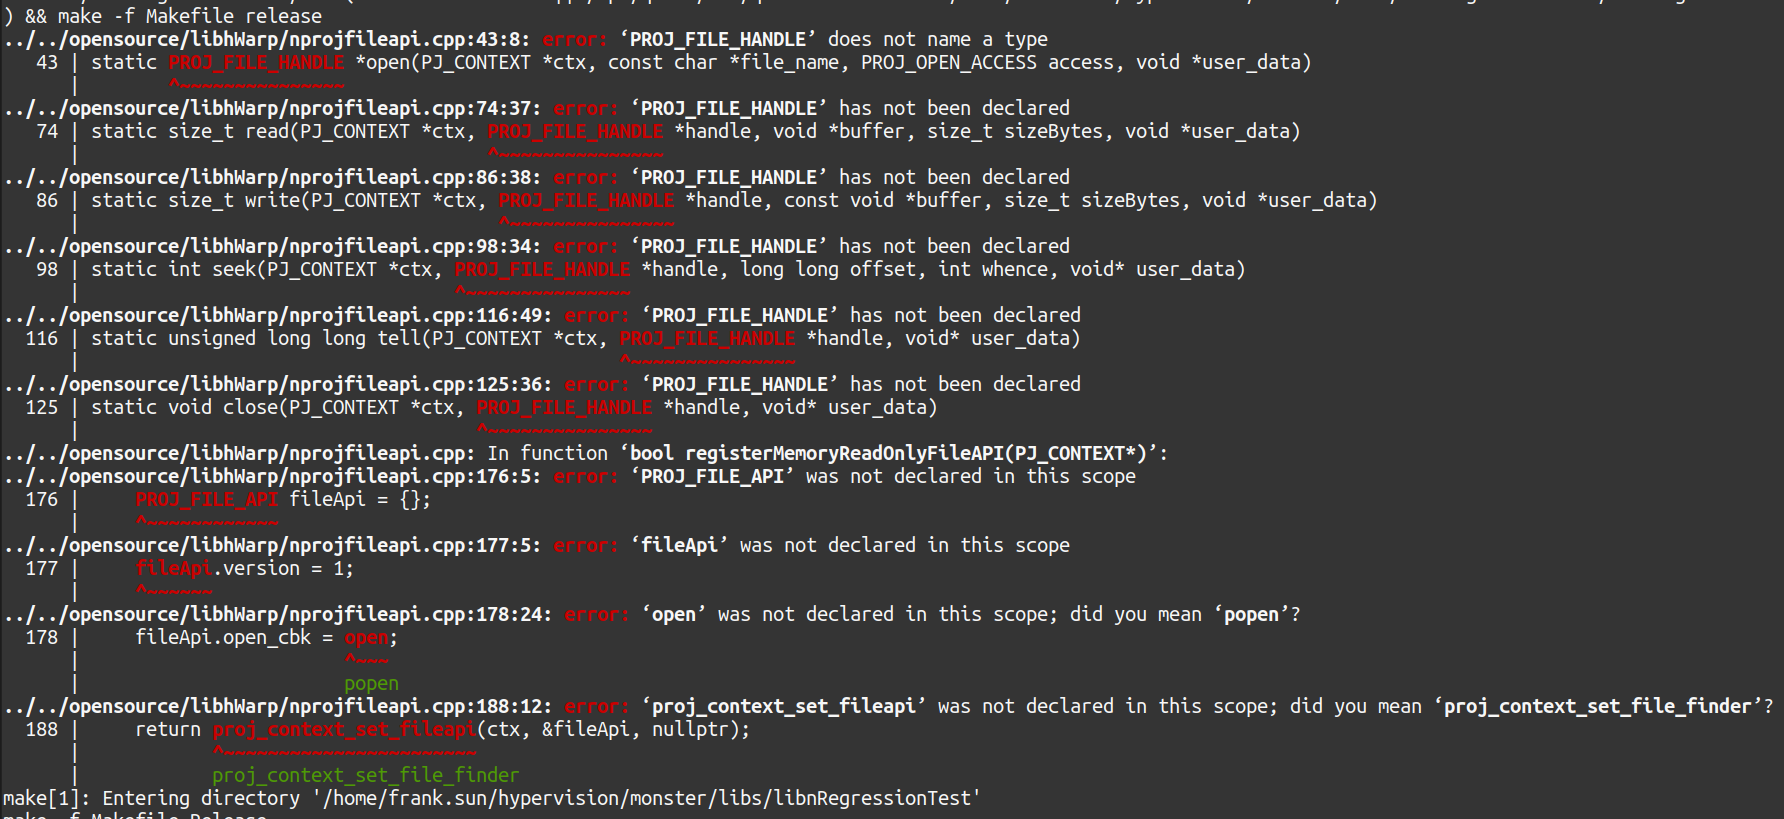 ) && make -f Makefile release
../../opensource/libhWarp/nprojfileapi.cpp:43:8: error: ‘PROJ_FILE_HANDLE’ does not name a type
   43 | static PROJ_FILE_HANDLE *open(PJ_CONTEXT *ctx, const char *file_name, PROJ_OPEN_ACCESS access, void *user_data)
      |        ^~~~~~~~~~~~~~~~
../../opensource/libhWarp/nprojfileapi.cpp:74:37: error: ‘PROJ_FILE_HANDLE’ has not been declared
   74 | static size_t read(PJ_CONTEXT *ctx, PROJ_FILE_HANDLE *handle, void *buffer, size_t sizeBytes, void *user_data)
      |                                     ^~~~~~~~~~~~~~~~
../../opensource/libhWarp/nprojfileapi.cpp:86:38: error: ‘PROJ_FILE_HANDLE’ has not been declared
   86 | static size_t write(PJ_CONTEXT *ctx, PROJ_FILE_HANDLE *handle, const void *buffer, size_t sizeBytes, void *user_data)
      |                                      ^~~~~~~~~~~~~~~~
../../opensource/libhWarp/nprojfileapi.cpp:98:34: error: ‘PROJ_FILE_HANDLE’ has not been declared
   98 | static int seek(PJ_CONTEXT *ctx, PROJ_FILE_HANDLE *handle, long long offset, int whence, void* user_data)
      |                                  ^~~~~~~~~~~~~~~~
../../opensource/libhWarp/nprojfileapi.cpp:116:49: error: ‘PROJ_FILE_HANDLE’ has not been declared
  116 | static unsigned long long tell(PJ_CONTEXT *ctx, PROJ_FILE_HANDLE *handle, void* user_data)
      |                                                 ^~~~~~~~~~~~~~~~
../../opensource/libhWarp/nprojfileapi.cpp:125:36: error: ‘PROJ_FILE_HANDLE’ has not been declared
  125 | static void close(PJ_CONTEXT *ctx, PROJ_FILE_HANDLE *handle, void* user_data)
      |                                    ^~~~~~~~~~~~~~~~
../../opensource/libhWarp/nprojfileapi.cpp: In function ‘bool registerMemoryReadOnlyFileAPI(PJ_CONTEXT*)’:
../../opensource/libhWarp/nprojfileapi.cpp:176:5: error: ‘PROJ_FILE_API’ was not declared in this scope
  176 |     PROJ_FILE_API fileApi = {};
      |     ^~~~~~~~~~~~~
../../opensource/libhWarp/nprojfileapi.cpp:177:5: error: ‘fileApi’ was not declared in this scope
  177 |     fileApi.version = 1;
      |     ^~~~~~~
../../opensource/libhWarp/nprojfileapi.cpp:178:24: error: ‘open’ was not declared in this scope; did you mean ‘popen’?
  178 |     fileApi.open_cbk = open;
      |                        ^~~~
      |                        popen
../../opensource/libhWarp/nprojfileapi.cpp:188:12: error: ‘proj_context_set_fileapi’ was not declared in this scope; did you mean ‘proj_context_set_file_finder’?
  188 |     return proj_context_set_fileapi(ctx, &fileApi, nullptr);
      |            ^~~~~~~~~~~~~~~~~~~~~~~~
      |            proj_context_set_file_finder
make[1]: Entering directory '/home/frank.sun/hypervision/monster/libs/libnRegressionTest'
make -f Makefile.Release